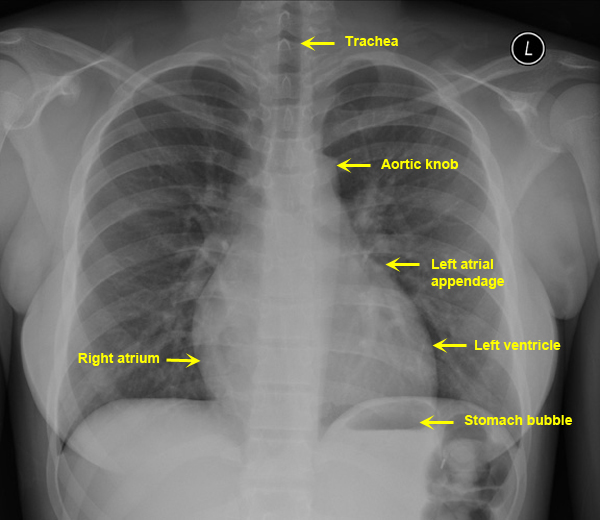 Trachea
L
Aortic knob
Left atrial
appendage
Left ventricle
Right atrium
Stomach bubble